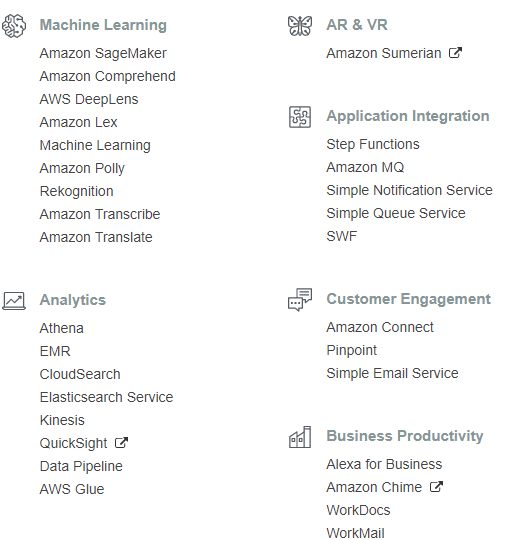 Machine Learning
Amazon SageMaker
Amazon Comprehend
AWS DeepLens
Amazon Lex
Machine Learning
Amazon Polly
Rekognition
Amazon Transcribe
Amazon Translate
Analytics
Athena
EMR
CloudSearch
Elasticsearch Service
Kinesis
QuickSight
Data Pipeline
AWS Glue
AR & VR
Amazon Sumerian
Application Integration
Step Functions
Amazon MQ
Simple Notification Service
Simple Queue Service
SWF
Customer Engagement
Amazon Connect
Pinpoint
Simple Email Service
Business Productivity
Alexa for Business
Amazon Chime
WorkDocs
WorkMail